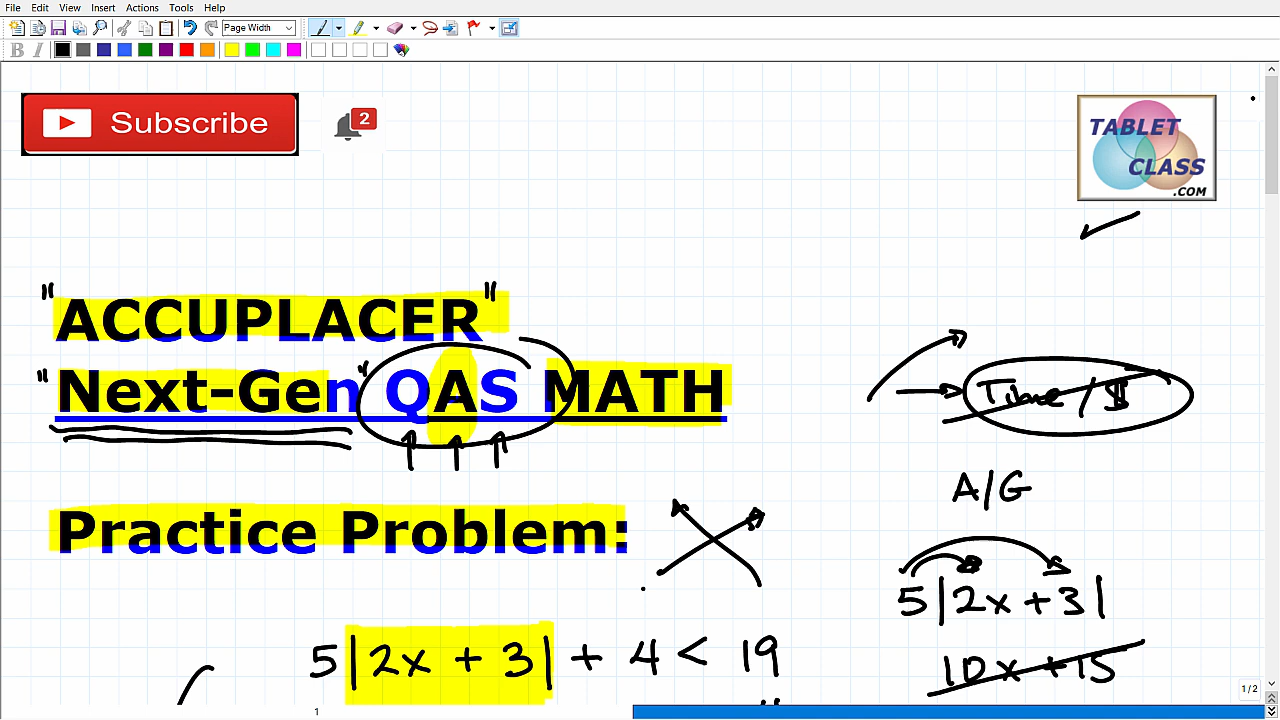 File Edit View Insert Actions Tools Help
Page Width
B I
Subscribe
2
TABLET
CLASS
.COM
"ACCUPLACER"
"Next-Gen" QAS MATH
Time / $
A/G
Practice Problem:
5|2x + 3|
5|2x + 3| + 4 < 19
10x + 15
1/2
1